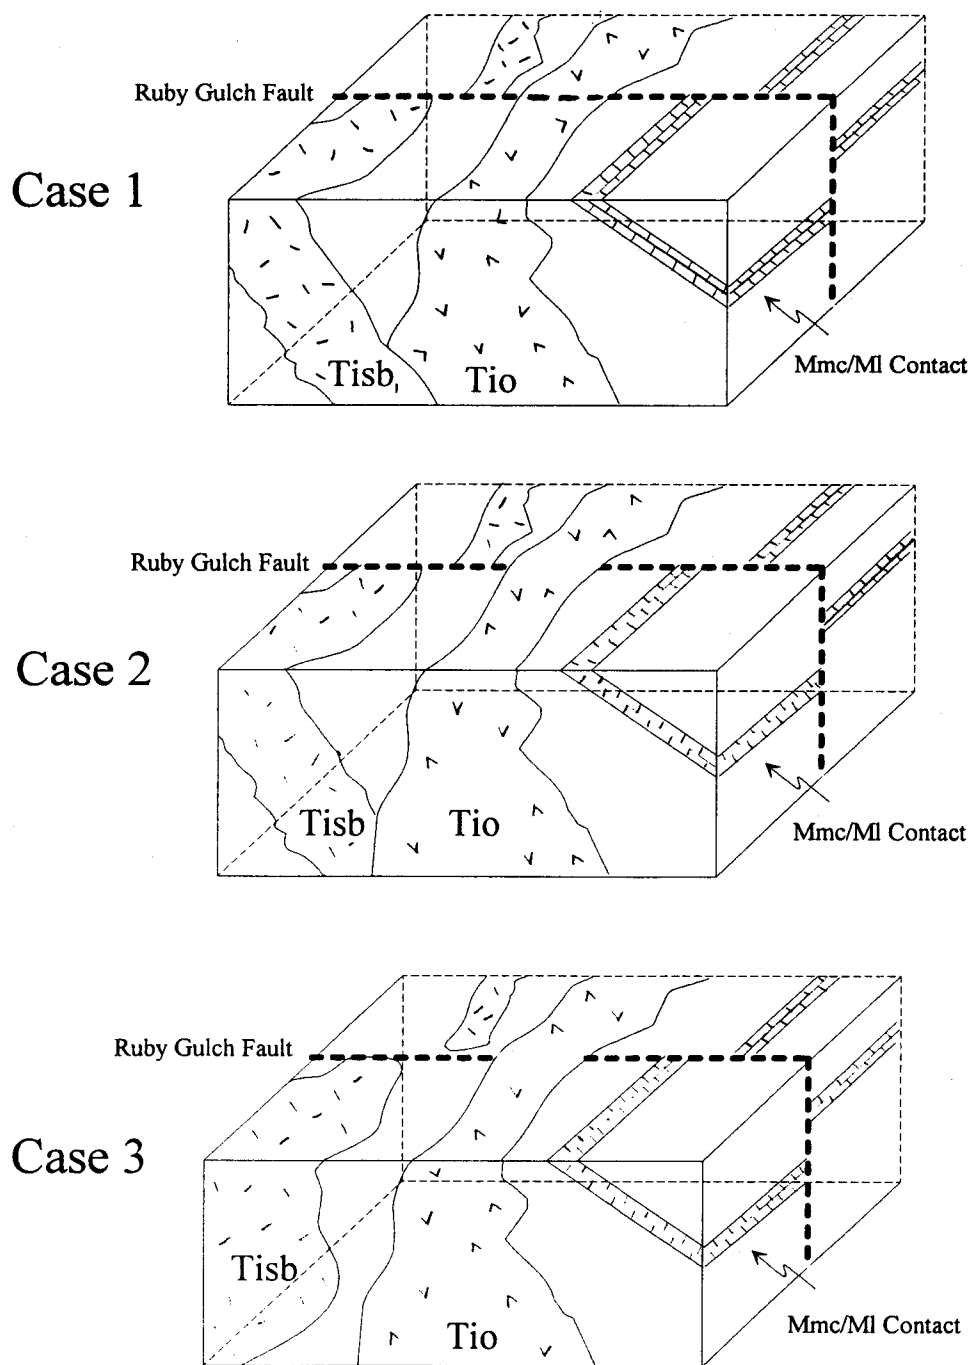 Ruby Gulch Fault
Case 1
Tisb
Tio
Mmc/Ml Contact
Ruby Gulch Fault
Case 2
Tisb
Tio
Mmc/Ml Contact
Ruby Gulch Fault
Case 3
Tisb
Tio
Mmc/Ml Contact